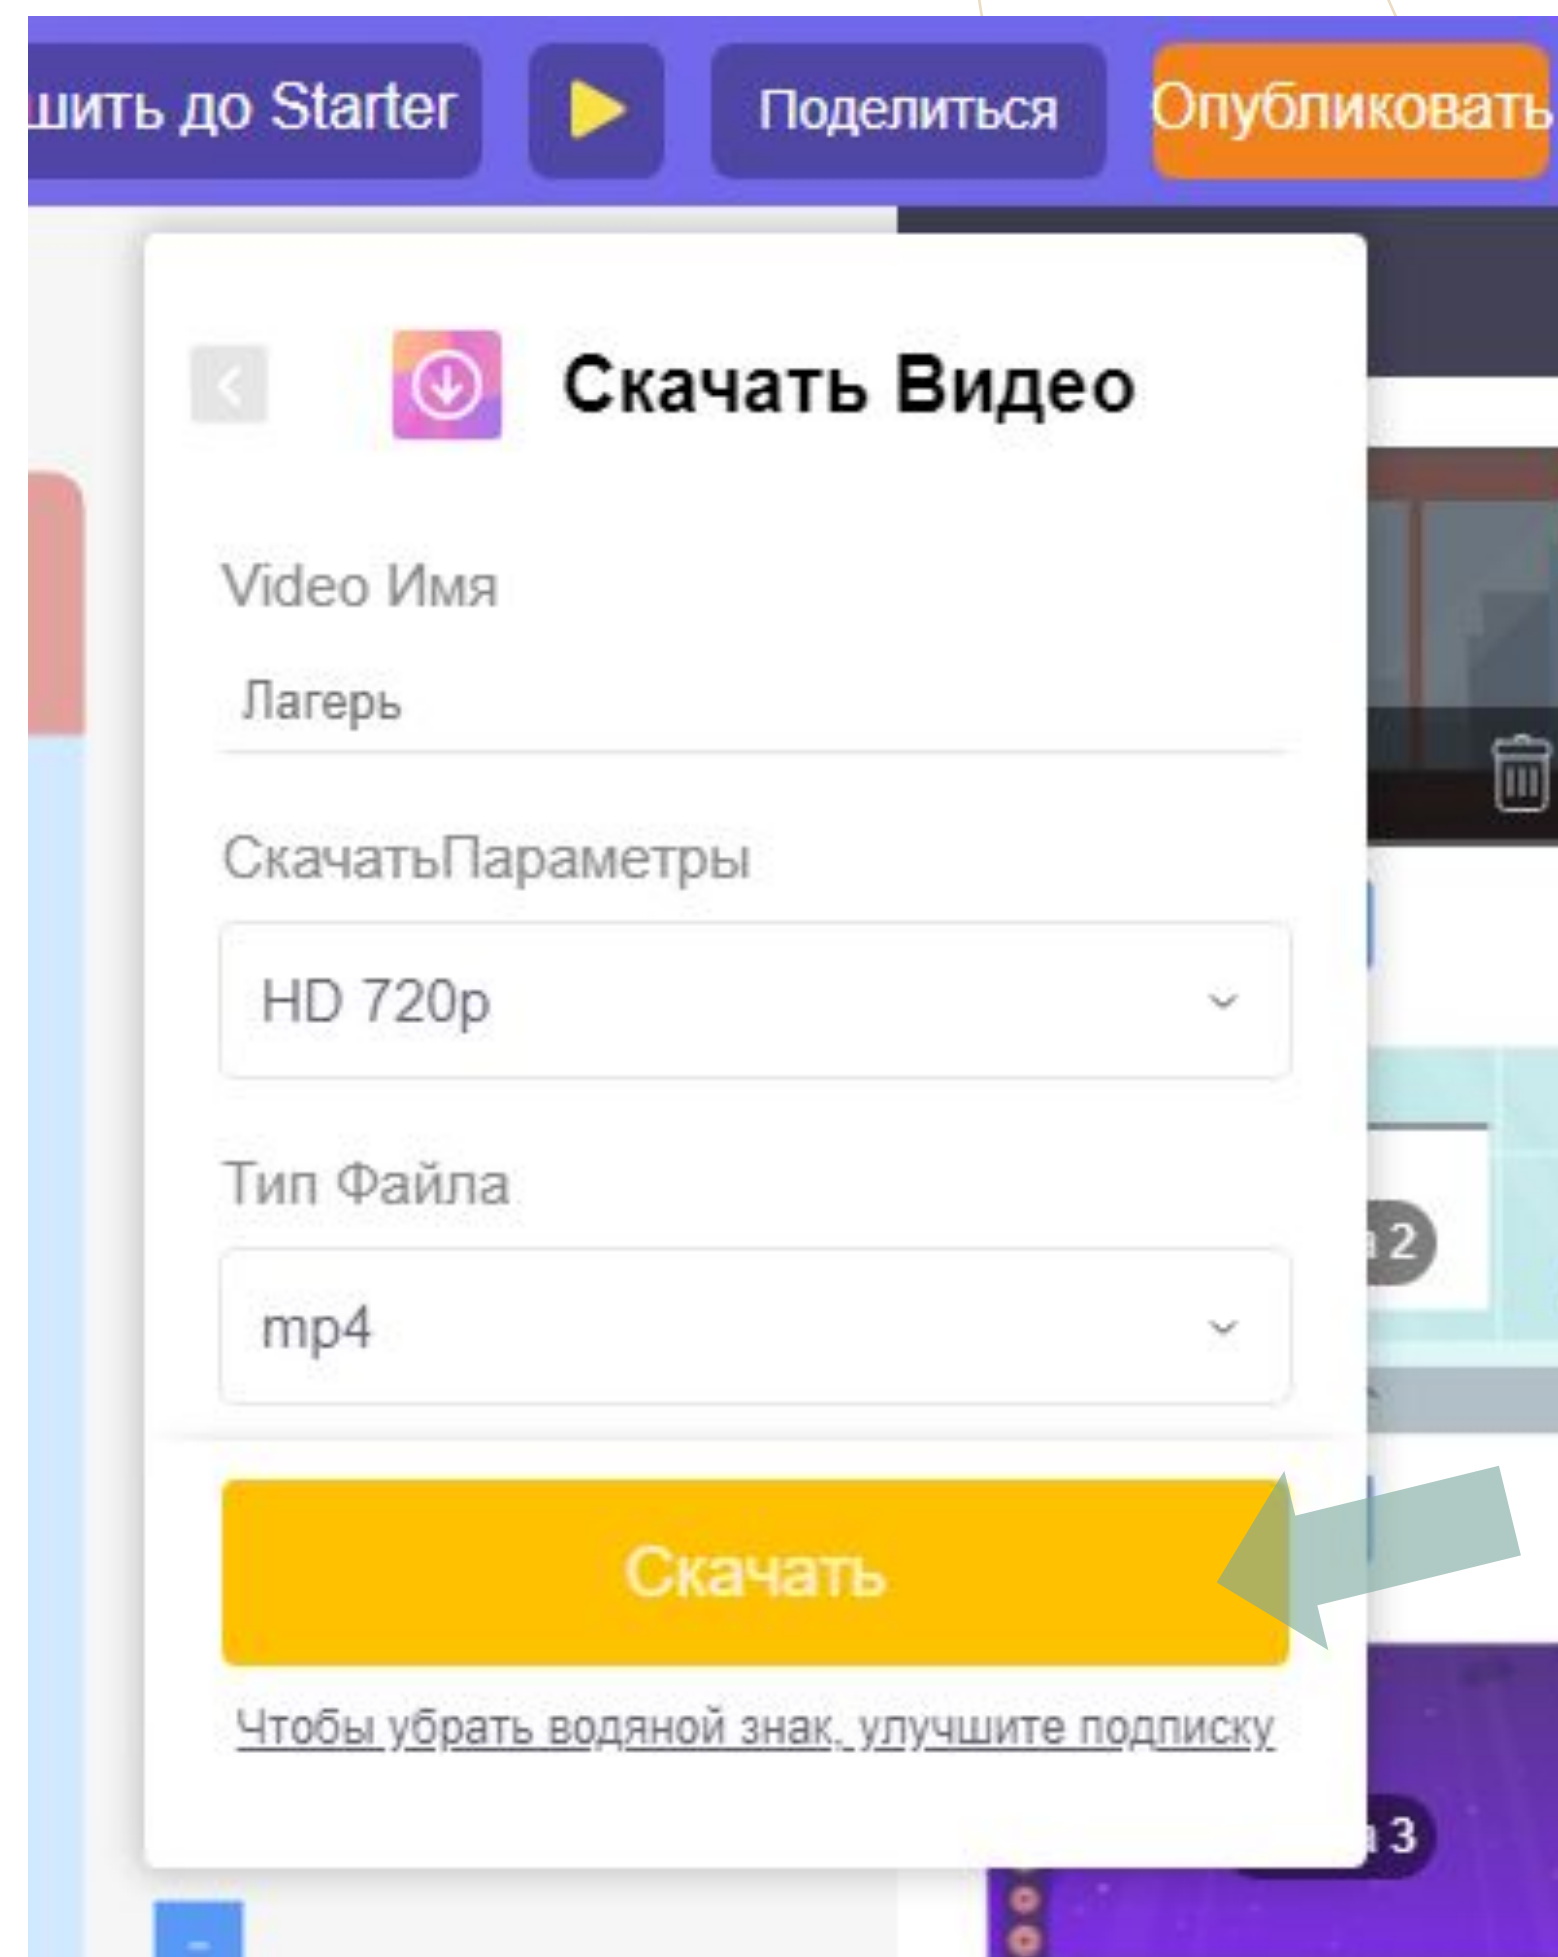 шить до Starter
Поделиться
Опубликовать
Скачать Видео
Video Имя
Лагерь
СкачатьПараметры
HD 720p
Тип Файла
mp4
2
Скачать
Чтобы убрать водяной знак, улучшите подписку
а 3